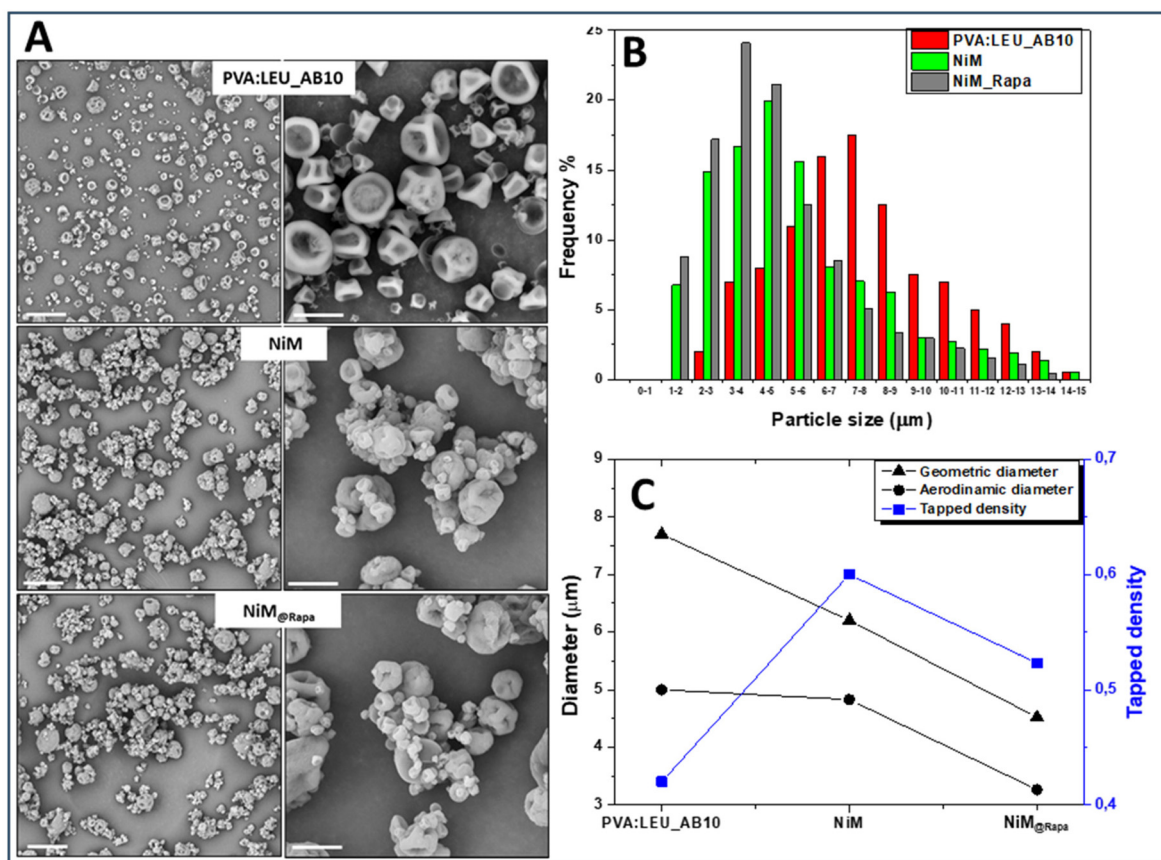 A
PVA:LEU_AB10
NiM
NiM@Rapa
B
PVA:LEU_AB10
NiM
NiM_Rapa
25
20
15
10
5
0
Frequency %
0-1 1-2 2-3 3-4 4-5 5-6 6-7 7-8 8-9 9-10 10-11 11-12 12-13 13-14 14-15
Particle size (μm)
C
Geometric diameter
Aerodinamic diameter
Tapped density
9
8
7
6
5
4
3
Diameter (μm)
0,7
0,6
0,5
0,4
Tapped density
PVA:LEU_AB10 NiM NiM@Rapa